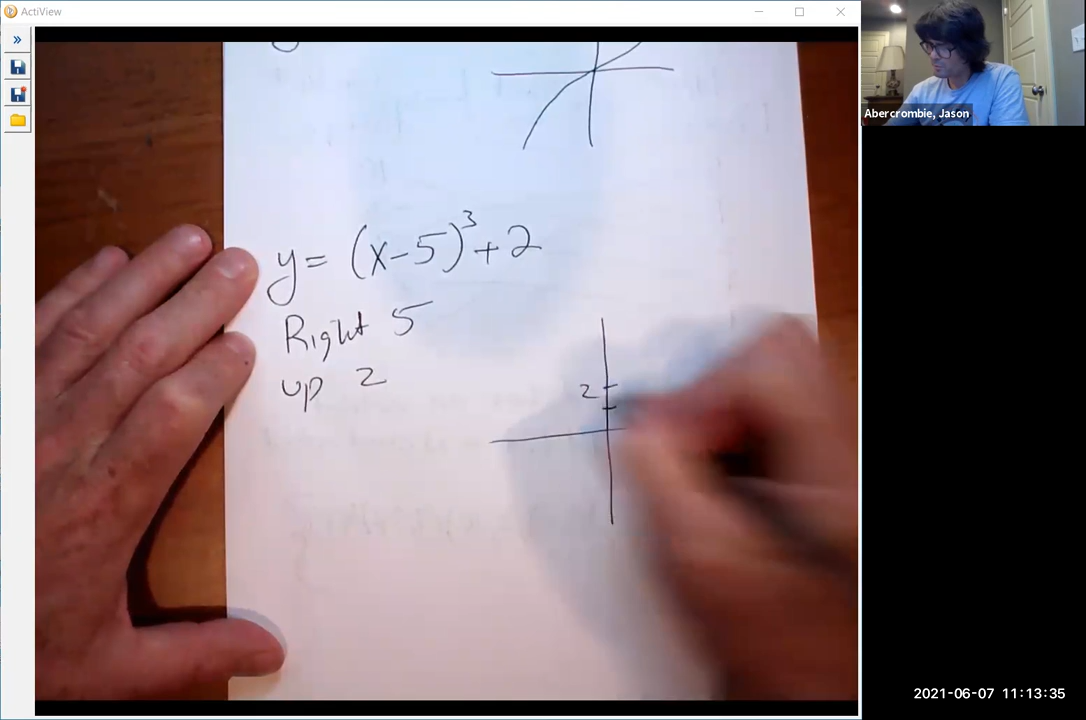 ActiView
»
Abercrombie, Jason
y = (x-5)³+2
Right 5
up 2
2
2021-06-07 11:13:35